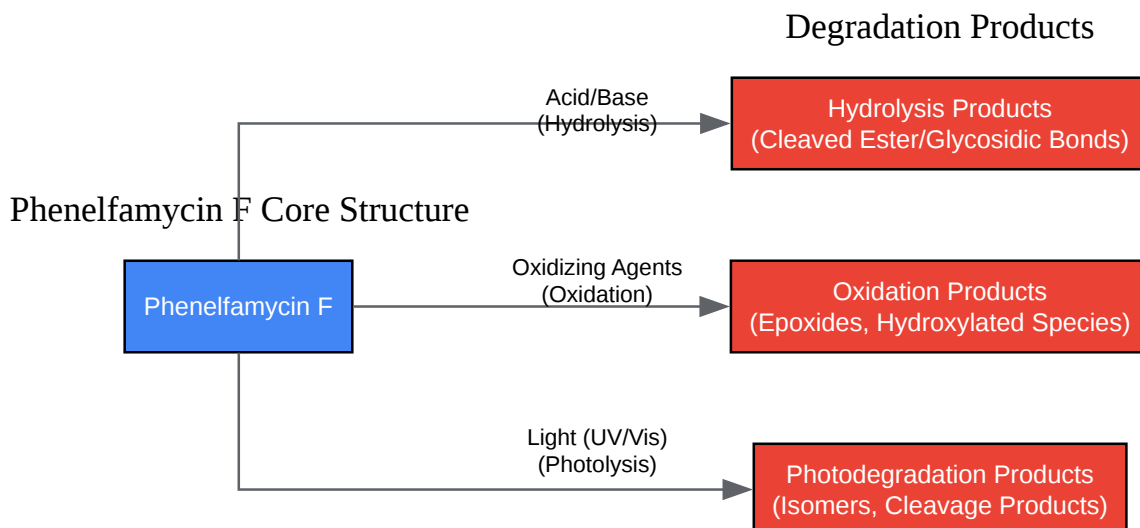 Degradation Products
Acid/Base
(Hydrolysis)
Hydrolysis Products
(Cleaved Ester/Glycosidic Bonds)
Phenelfamycin F Core Structure
Phenelfamycin F
Oxidizing Agents
(Oxidation)
Oxidation Products
(Epoxides, Hydroxylated Species)
Light (UV/Vis)
(Photolysis)
Photodegradation Products
(Isomers, Cleavage Products)